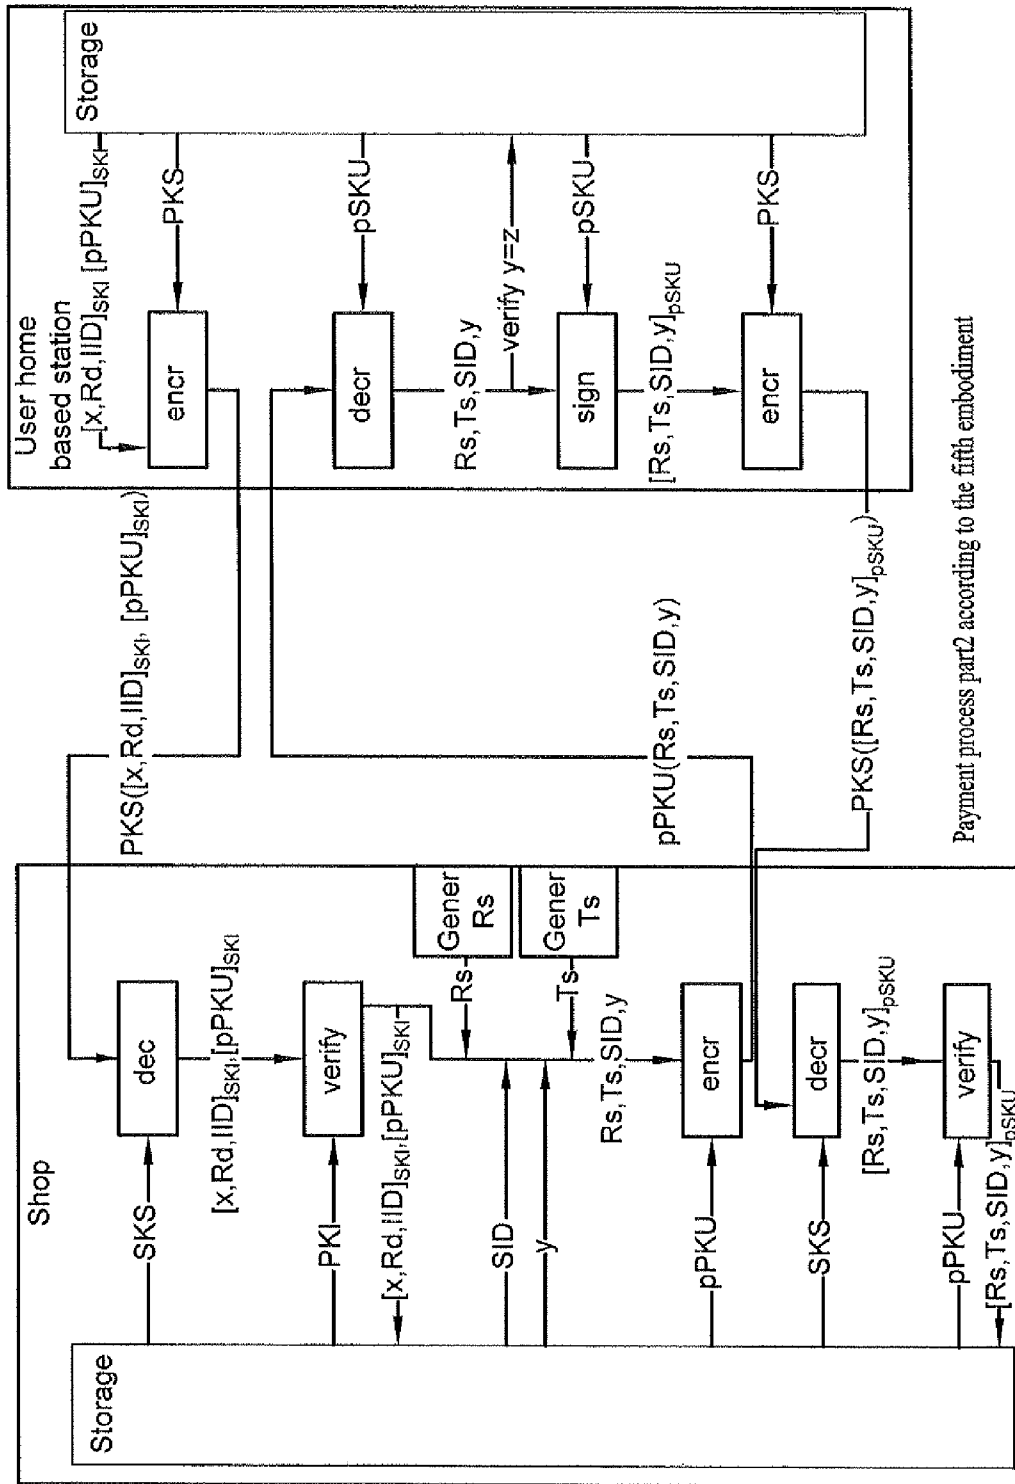 Shop
Storage
SKS
dec
[x,Rd,IID]SKI,[pPKU]SKI
PKI
verify
[x,Rd,IID]SKI,[pPKU]SKI
SID
y
Rs
Gener
Rs
Ts
Gener
Ts
Rs,Ts,SID,y
pPKU
encr
SKS
decr
[Rs,Ts,SID,y]pSKU
pPKU
verify
[Rs,Ts,SID,y]pSKU
PKS([x,Rd,IID]SKI, [pPKU]SKI)
pPKU(Rs,Ts,SID,y)
PKS([Rs,Ts,SID,y]pSKU)
User home
based station
Storage
[x,Rd,IID]SKI [pPKU]SKI
PKS
encr
pSKU
decr
Rs,Ts,SID,y
verify y=z
pSKU
sign
[Rs,Ts,SID,y]pSKU
PKS
encr
Payment process part2 according to the fifth embodiment